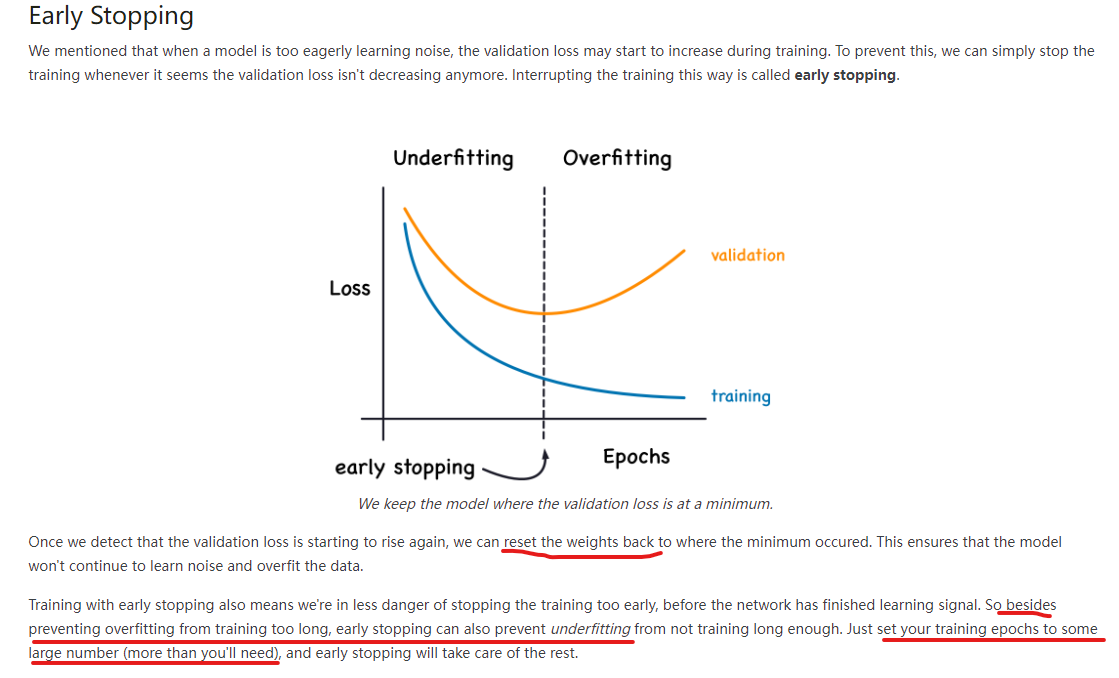 Early Stopping
We mentioned that when a model is too eagerly learning noise, the validation loss may start to increase during training. To prevent this, we can simply stop the
training whenever it seems the validation loss isn't decreasing anymore. Interrupting the training this way is called early stopping.
Underfitting
Overfitting
validation
Loss
training
Epochs
early stopping
We keep the model where the validation loss is at a minimum.
Once we detect that the validation loss is starting to rise again, we can reset the weights back to where the minimum occured. This ensures that the model
won't continue to learn noise and overfit the data.
Training with early stopping also means we're in less danger of stopping the training too early, before the network has finished learning signal. So besides
preventing overfitting from training too long, early stopping can also prevent underfitting from not training long enough. Just set your training epochs to some
large number (more than you'll need), and early stopping will take care of the rest.